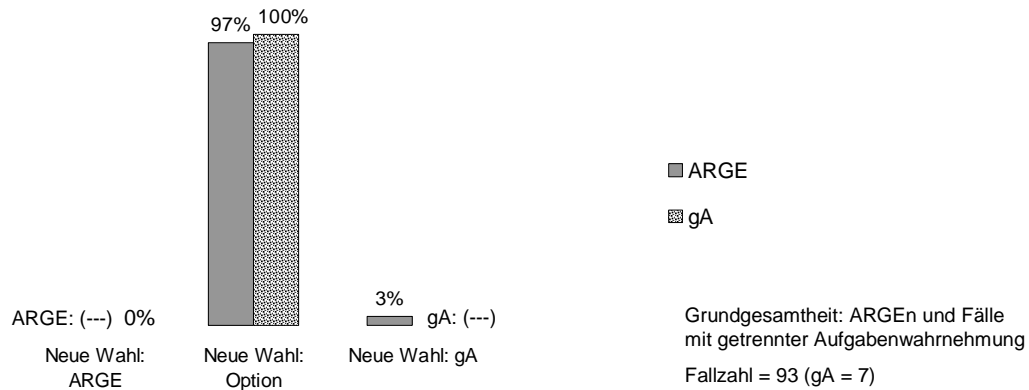 97%
100%
ARGE
gA
3%
ARGE: (---) 0%
gA: (---)
Neue Wahl:
ARGE
Neue Wahl:
Option
Neue Wahl: gA
Grundgesamtheit: ARGEn und Fälle
mit getrennter Aufgabenwahrnehmung
Fallzahl = 93 (gA = 7)